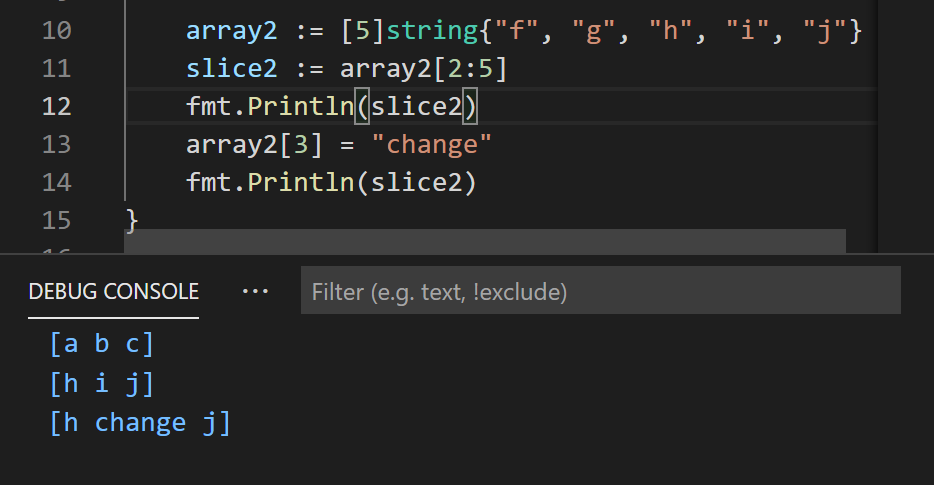 10 array2 := [5]string{"f", "g", "h", "i", "j"}
11 slice2 := array2[2:5]
12 fmt.Println(slice2)
13 array2[3] = "change"
14 fmt.Println(slice2)
15 }
DEBUG CONSOLE ··· Filter (e.g. text, !exclude)
[a b c]
[h i j]
[h change j]